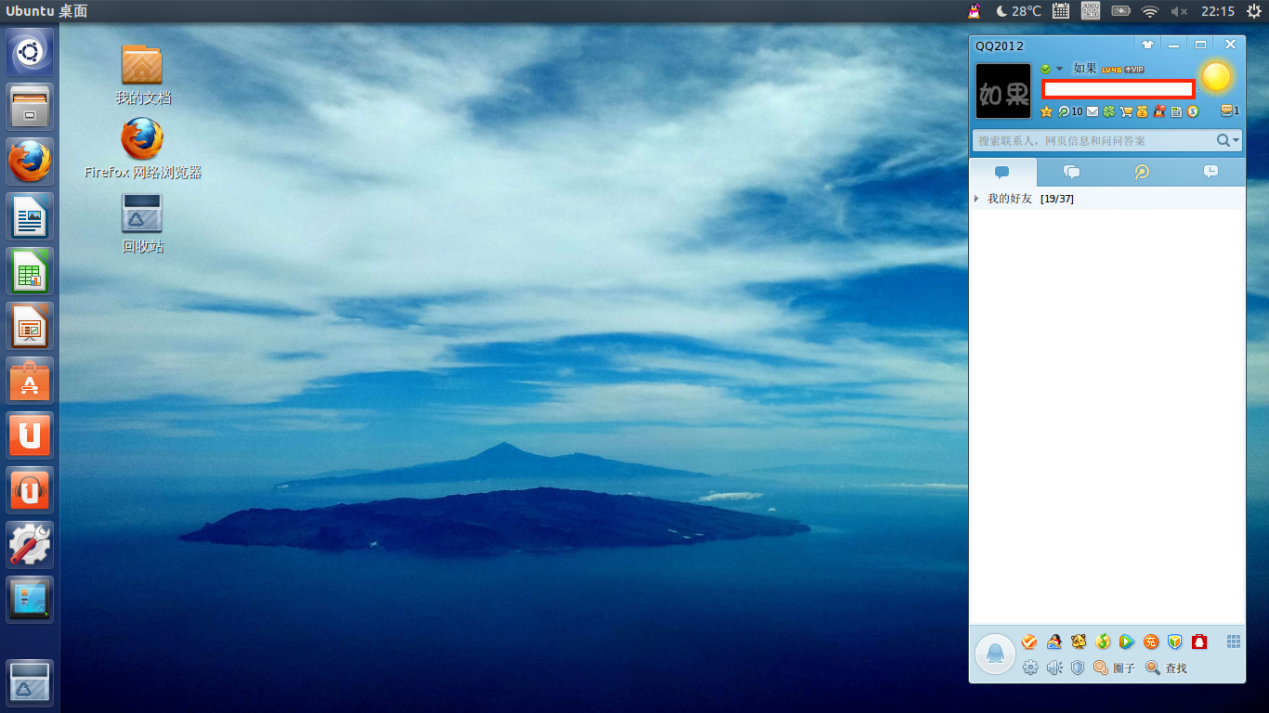 Ubuntu 桌面
28℃
22:15
我的文档
Firefox 网络浏览器
回收站
QQ2012
如果
如果
LV46 VIP
10
1
搜索联系人、网页信息和问问答案
我的好友 [19/37]
圈子
查找